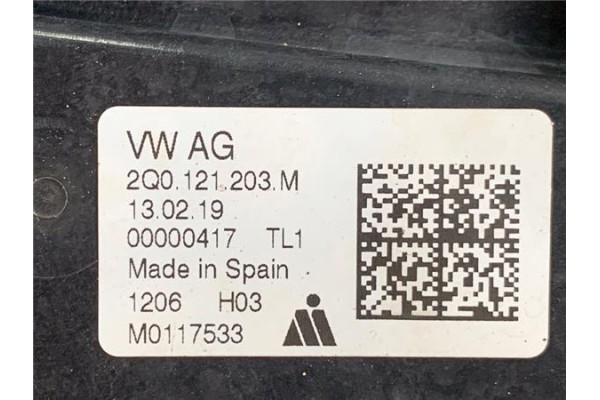 VW AG
2Q0.121.203.M
13.02.19
00000417 TL1
Made in Spain
1206 H03
M0117533